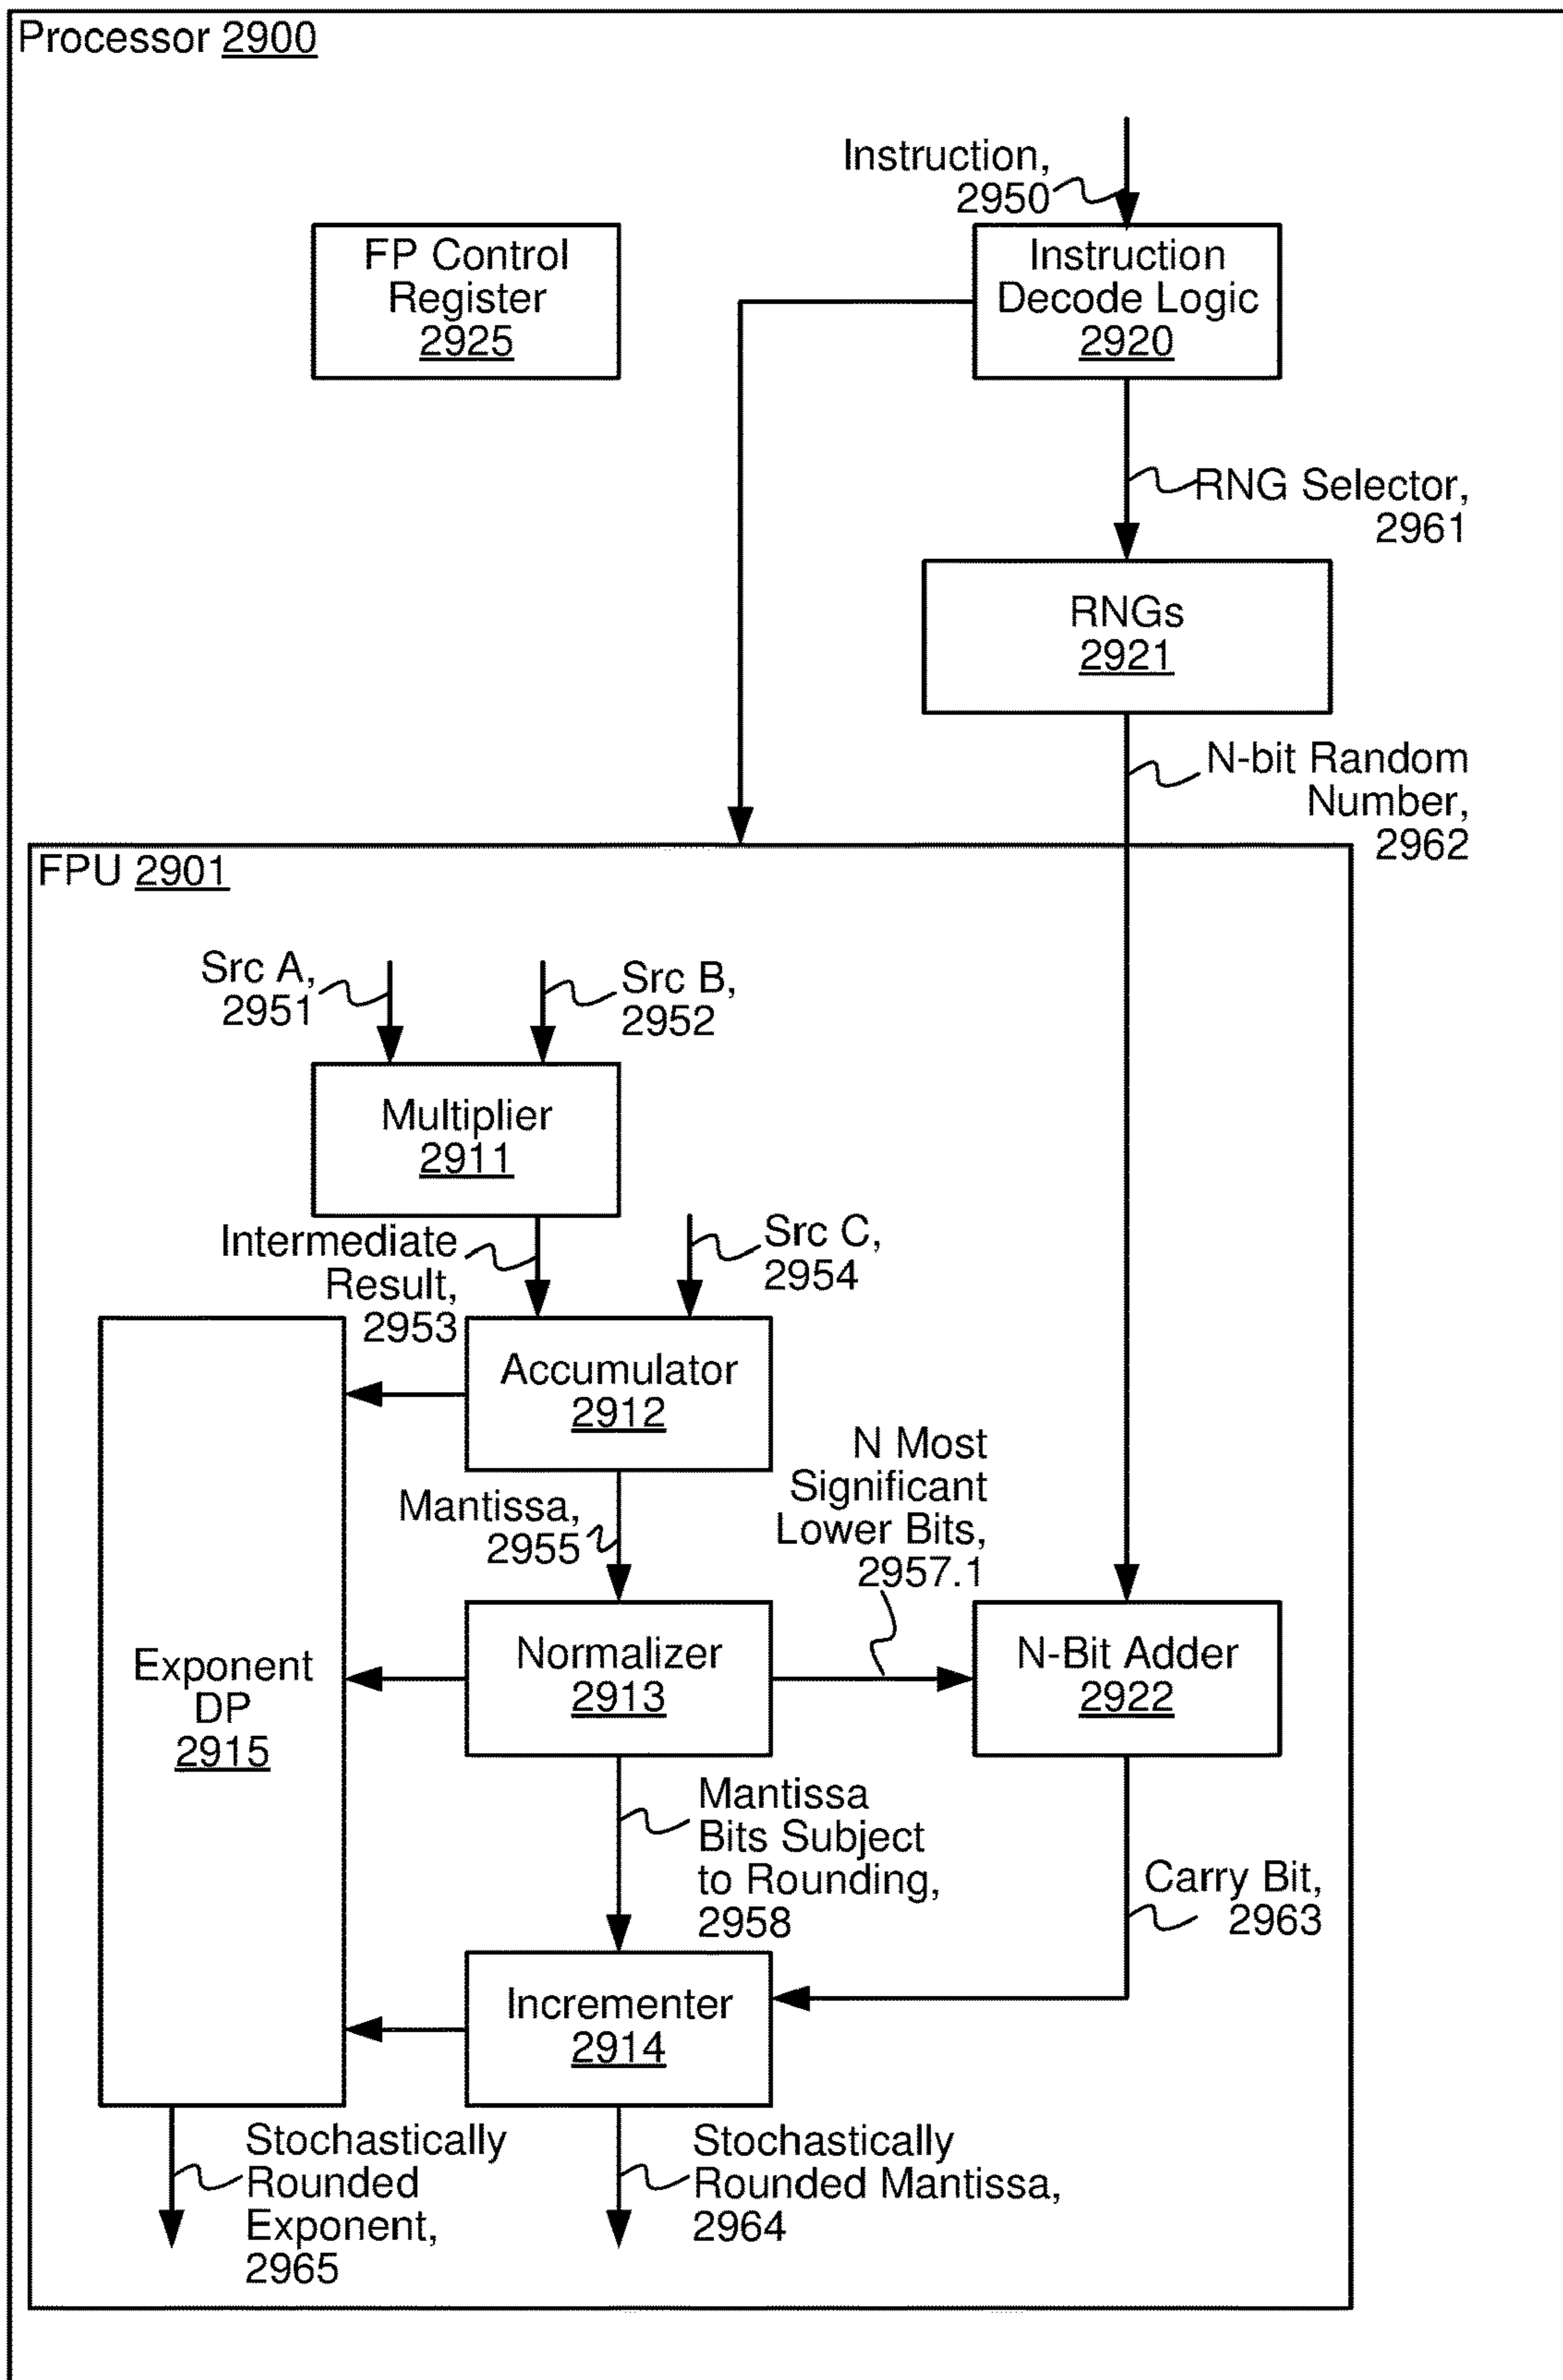 Processor 2900
Instruction,
2950
FP Control
Register
2925
Instruction
Decode Logic
2920
RNG Selector,
2961
RNGs
2921
N-bit Random
Number,
2962
FPU 2901
Src A,
2951
Src B,
2952
Multiplier
2911
Intermediate
Result,
2953
Src C,
2954
Accumulator
2912
N Most
Significant
Lower Bits,
2957.1
Mantissa,
2955
Exponent
DP
2915
Normalizer
2913
N-Bit Adder
2922
Mantissa
Bits Subject
to Rounding,
2958
Carry Bit,
2963
Incrementer
2914
Stochastically
Rounded
Exponent,
2965
Stochastically
Rounded Mantissa,
2964